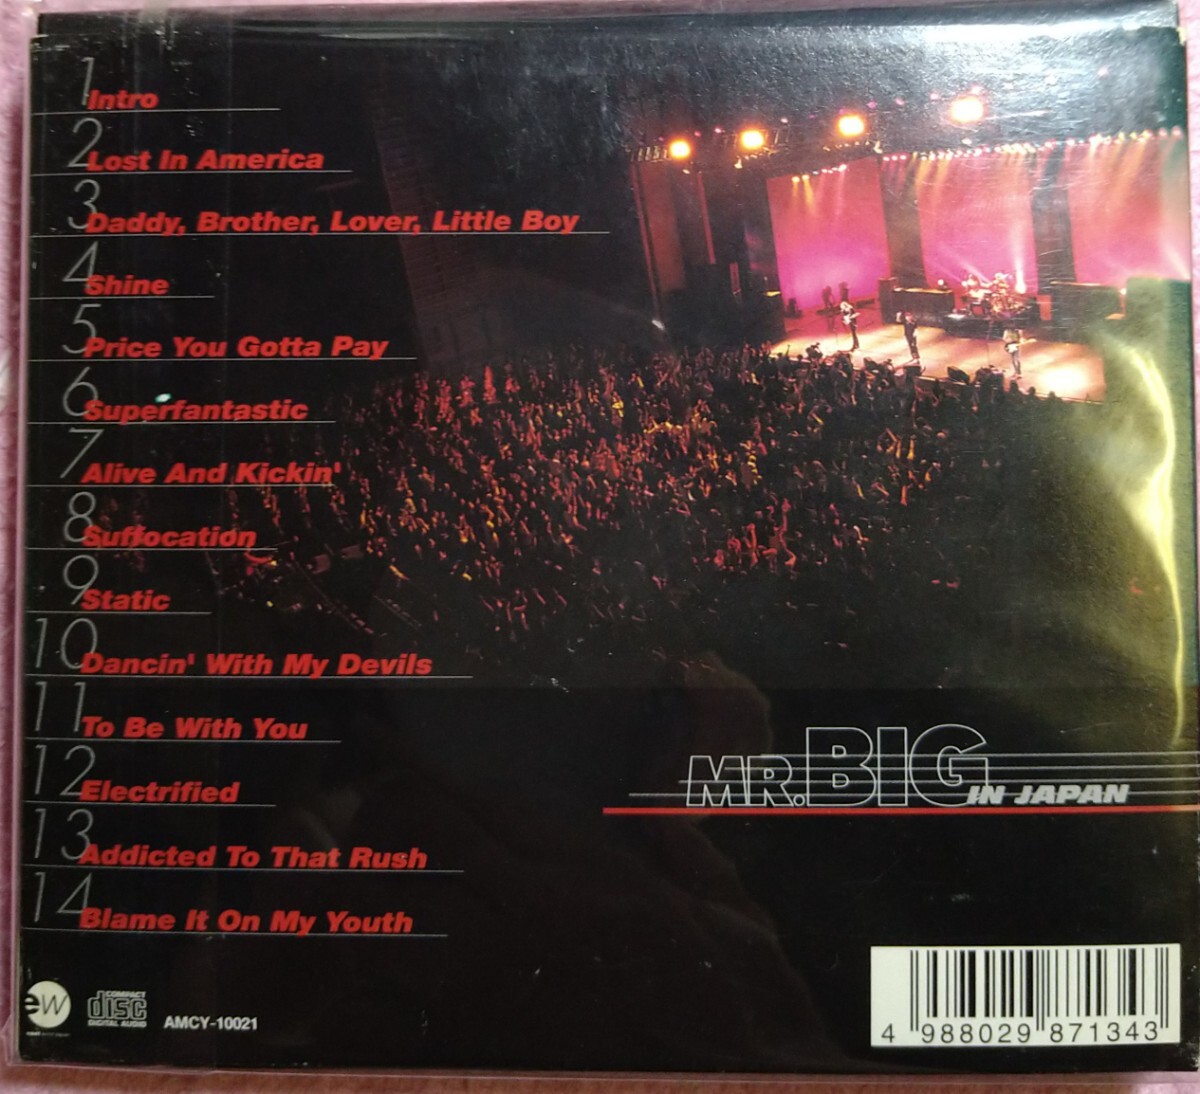 1 Intro
2 Lost In America
3 Daddy, Brother, Lover, Little Boy
4 Shine
5 Price You Gotta Pay
6 Superfantastic
7 Alive And Kickin'
8 Suffocation
9 Static
10 Dancin' With My Devils
11 To Be With You
12 Electrified
13 Addicted To That Rush
14 Blame It On My Youth
MR.BIG IN JAPAN
ew
COMPACT
disc
DIGITAL AUDIO
AMCY-10021
4 988029 871343